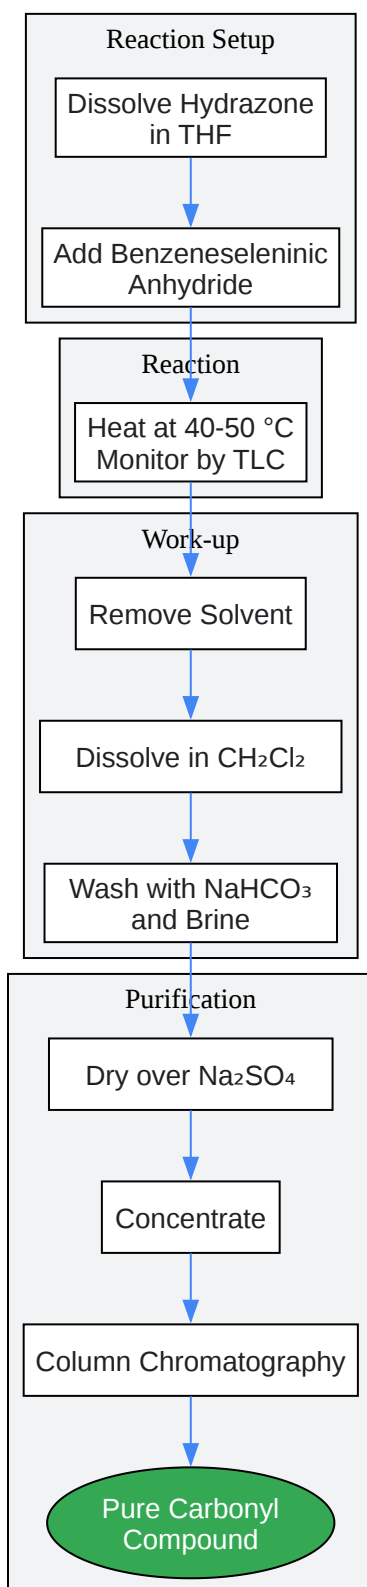 Reaction Setup
Dissolve Hydrazone
in THF
Add Benzeneseleninic
Anhydride
Reaction
Heat at 40-50 °C
Monitor by TLC
Work-up
Remove Solvent
Dissolve in CH₂Cl₂
Wash with NaHCO₃
and Brine
Purification
Dry over Na₂SO₄
Concentrate
Column Chromatography
Pure Carbonyl
Compound